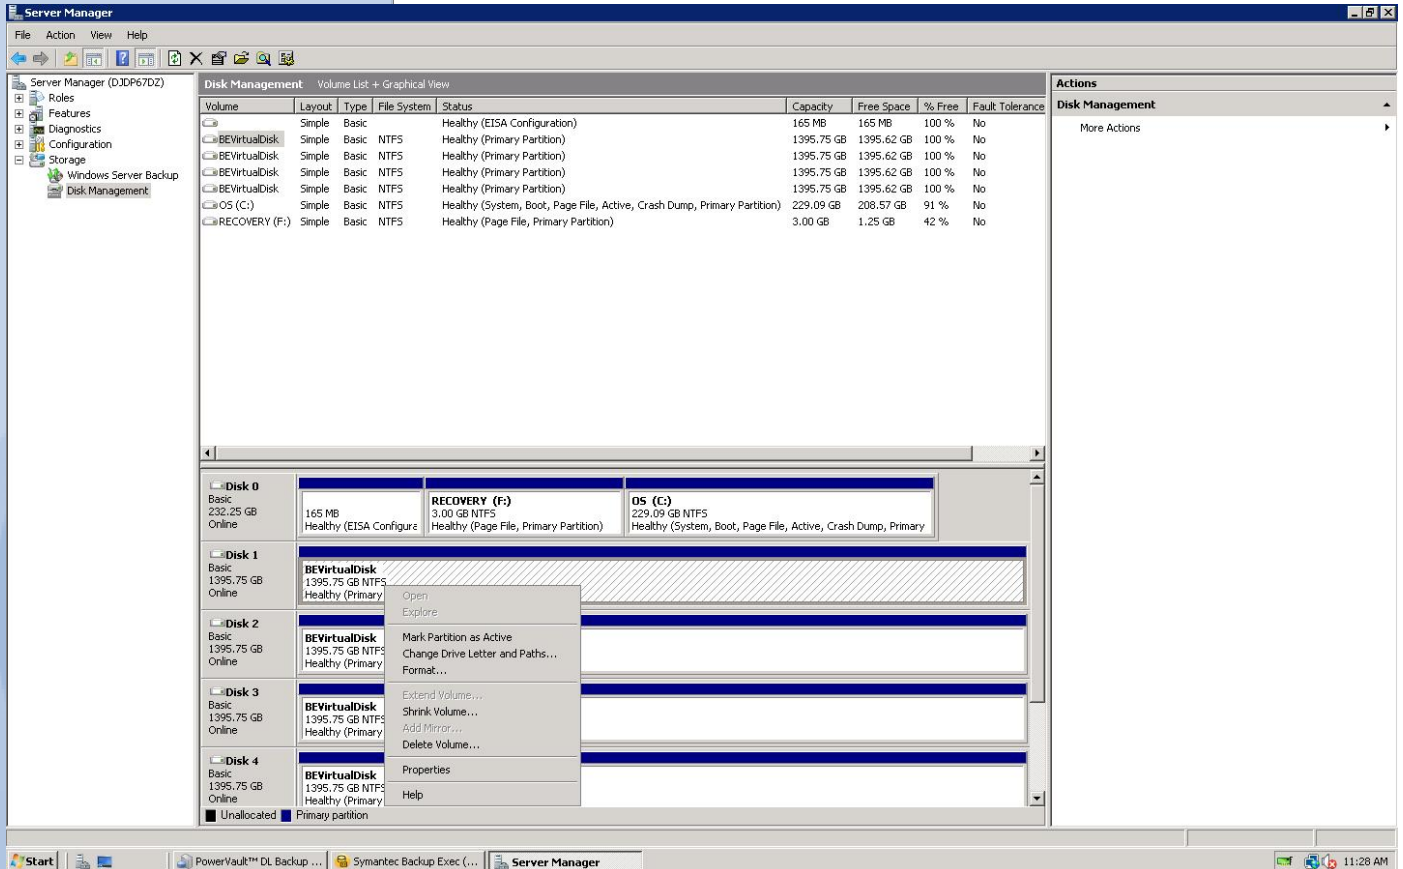 Server Manager
File Action View Help
Server Manager (DJDP67DZ)
Roles
Features
Diagnostics
Configuration
Storage
Windows Server Backup
Disk Management
Disk Management Volume List + Graphical View
Volume Layout Type File System Status Capacity Free Space % Free Fault Tolerance
Simple Basic Healthy (EISA Configuration) 165 MB 165 MB 100 % No
BEVirtualDisk Simple Basic NTFS Healthy (Primary Partition) 1395.75 GB 1395.62 GB 100 % No
BEVirtualDisk Simple Basic NTFS Healthy (Primary Partition) 1395.75 GB 1395.62 GB 100 % No
BEVirtualDisk Simple Basic NTFS Healthy (Primary Partition) 1395.75 GB 1395.62 GB 100 % No
BEVirtualDisk Simple Basic NTFS Healthy (Primary Partition) 1395.75 GB 1395.62 GB 100 % No
OS (C:) Simple Basic NTFS Healthy (System, Boot, Page File, Active, Crash Dump, Primary Partition) 229.09 GB 208.57 GB 91 % No
RECOVERY (F:) Simple Basic NTFS Healthy (Page File, Primary Partition) 3.00 GB 1.25 GB 42 % No
Disk 0
Basic
232.25 GB
Online
165 MB
Healthy (EISA Configura
RECOVERY (F:)
3.00 GB NTFS
Healthy (Page File, Primary Partition)
OS (C:)
229.09 GB NTFS
Healthy (System, Boot, Page File, Active, Crash Dump, Primary
Disk 1
Basic
1395.75 GB
Online
BEVirtualDisk
1395.75 GB NTFS
Healthy (Primary
Disk 2
Basic
1395.75 GB
Online
BEVirtualDisk
1395.75 GB NTFS
Healthy (Primary
Disk 3
Basic
1395.75 GB
Online
BEVirtualDisk
1395.75 GB NTFS
Healthy (Primary
Disk 4
Basic
1395.75 GB
Online
BEVirtualDisk
1395.75 GB NTFS
Healthy (Primary
Open
Explore
Mark Partition as Active
Change Drive Letter and Paths...
Format...
Extend Volume...
Shrink Volume...
Add Mirror...
Delete Volume...
Properties
Help
Unallocated Primary partition
Actions
Disk Management
More Actions
Start PowerVault™ DL Backup ... Symantec Backup Exec (... Server Manager 11:28 AM